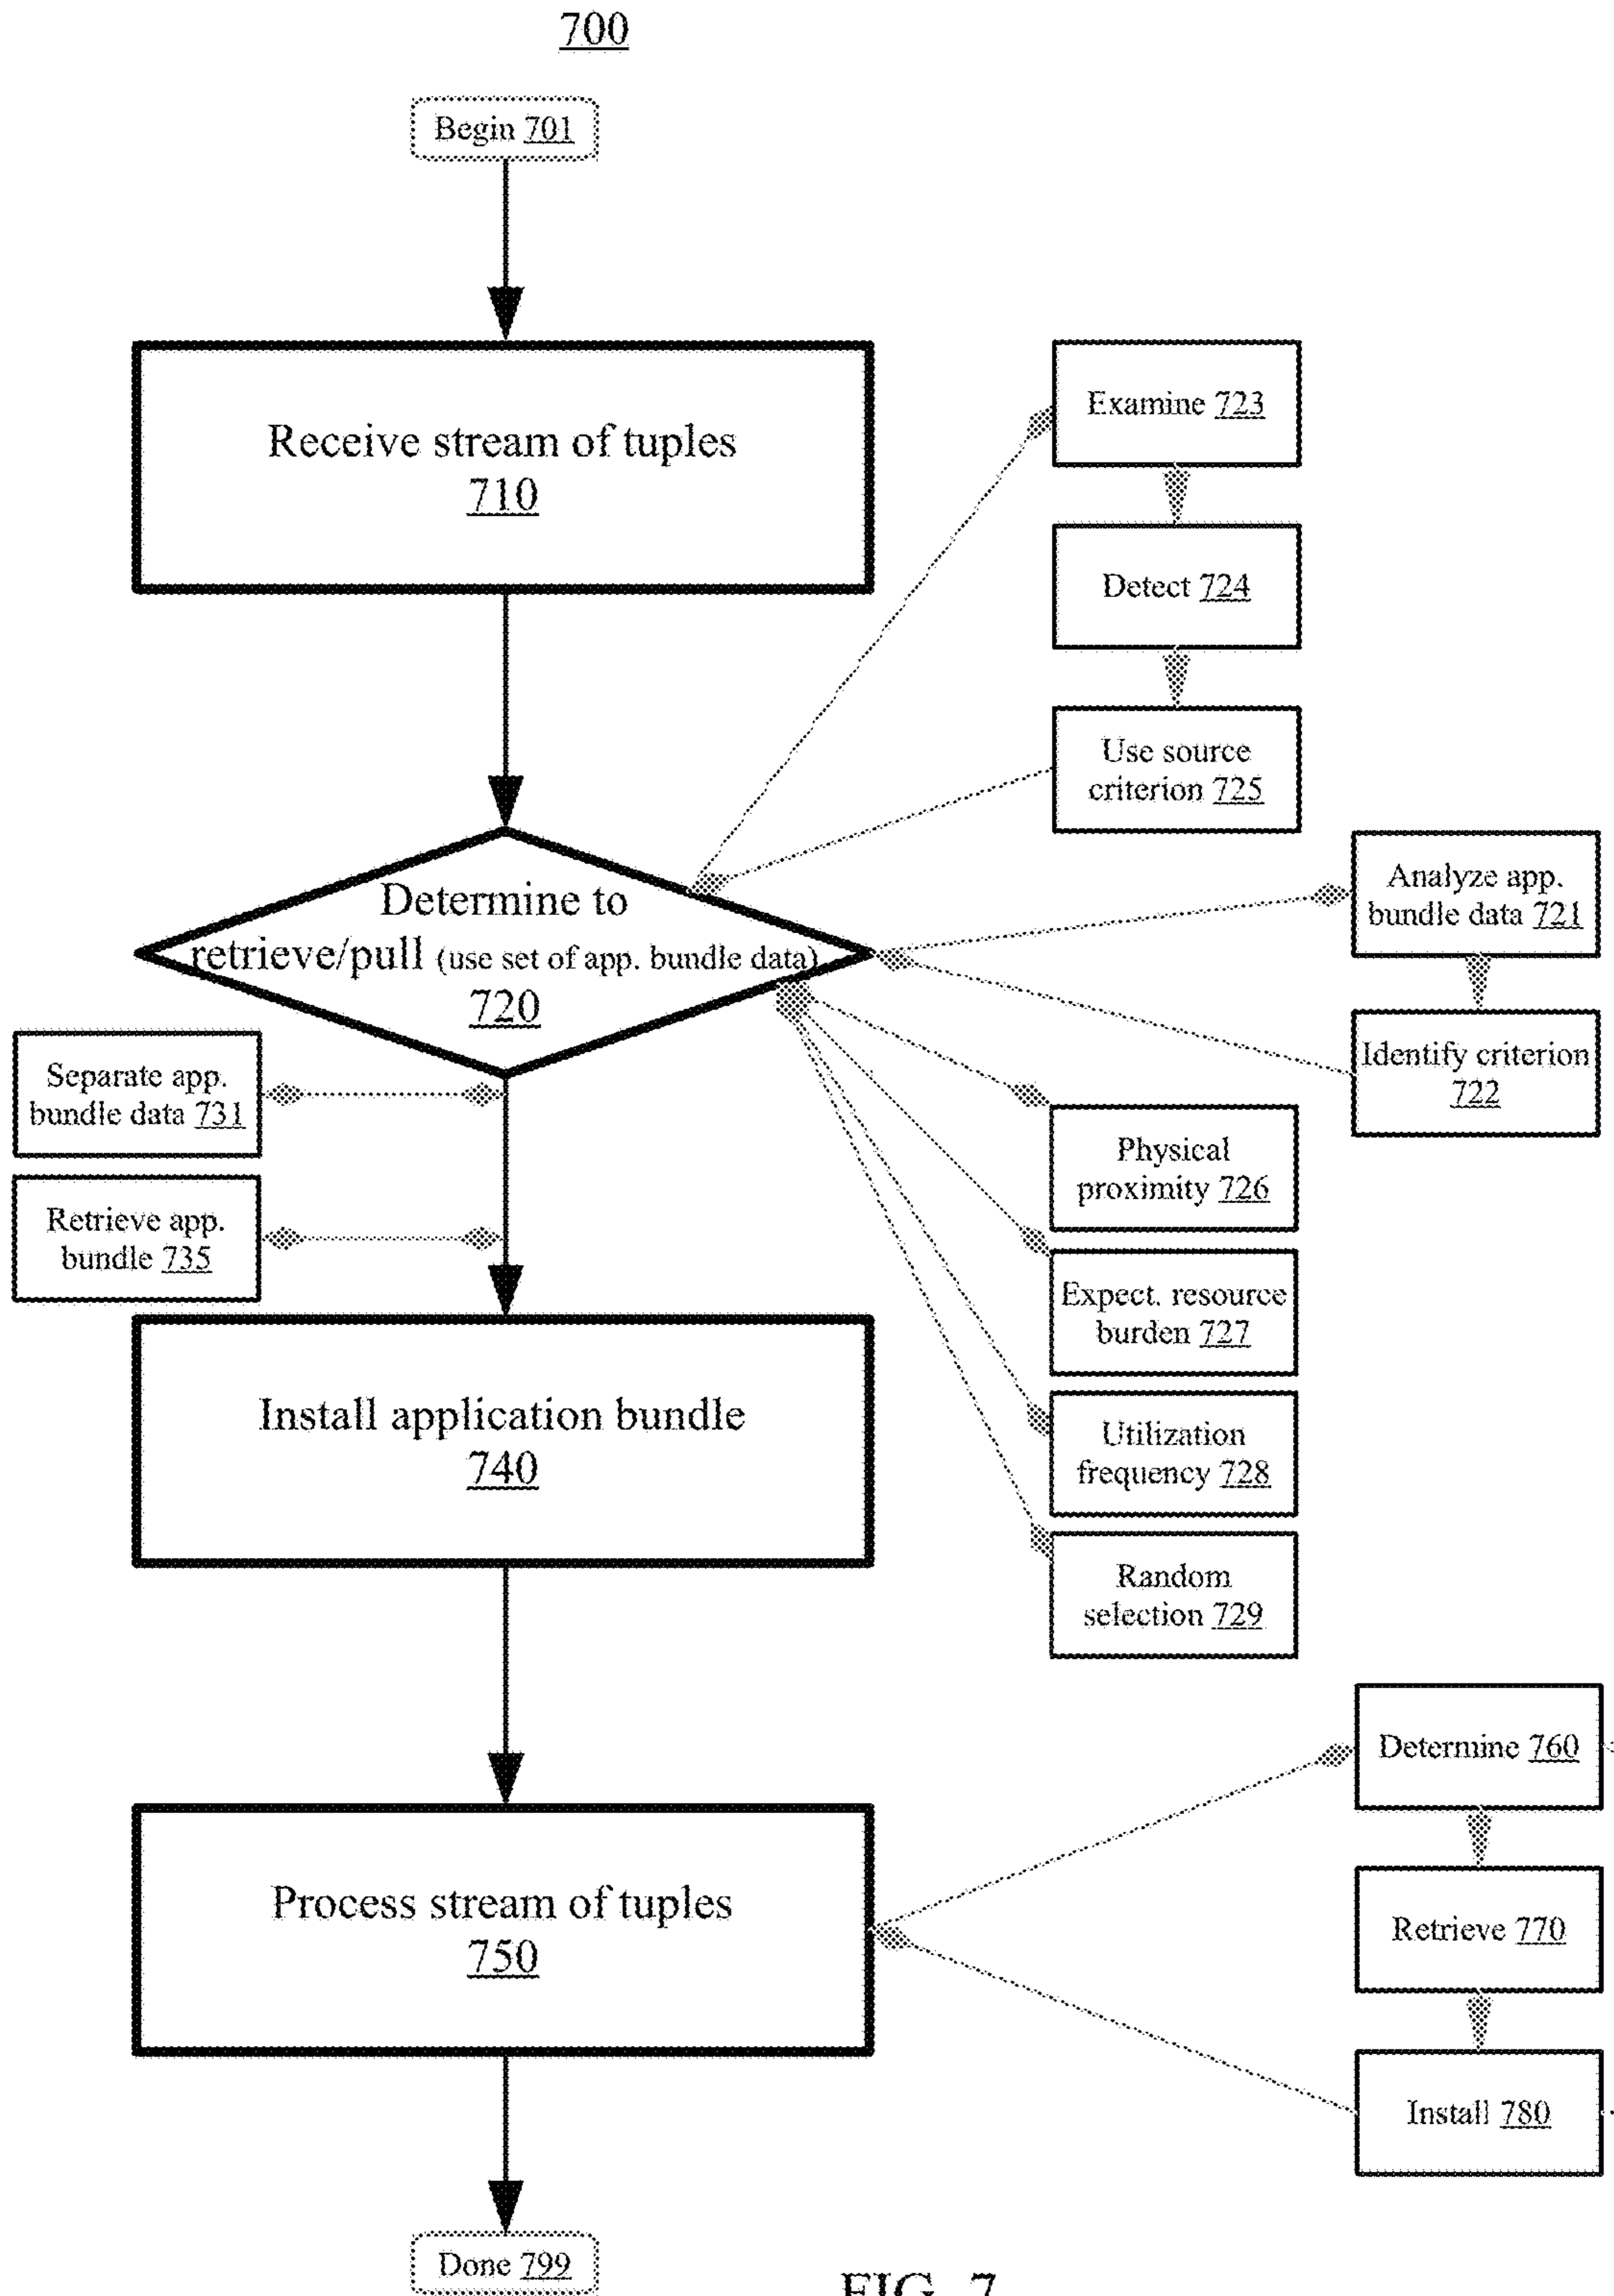 700
Begin 701
Receive stream of tuples
710
Examine 723
Detect 724
Use source
criterion 725
Determine to
retrieve/pull (use set of app. bundle data)
720
Analyze app.
bundle data 721
Identify criterion
722
Separate app.
bundle data 731
Retrieve app.
bundle 735
Physical
proximity 726
Expect. resource
burden 727
Utilization
frequency 728
Random
selection 729
Install application bundle
740
Determine 760
Retrieve 770
Install 780
Process stream of tuples
750
Done 799
FIG. 7